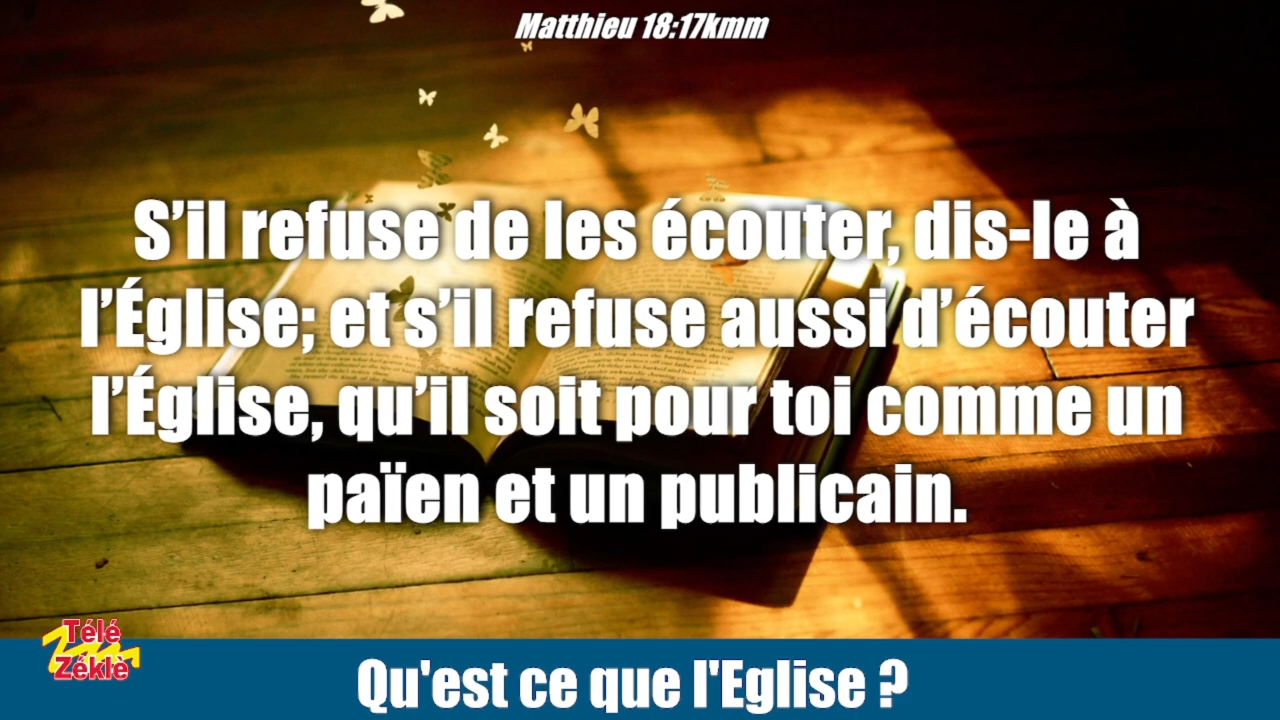 Matthieu 18:17kmm
S’il refuse de les écouter, dis-le à
l’Église; et s’il refuse aussi d’écouter
l’Église, qu’il soit pour toi comme un
païen et un publicain.
Télé
Zéklè
Qu'est ce que l'Eglise ?